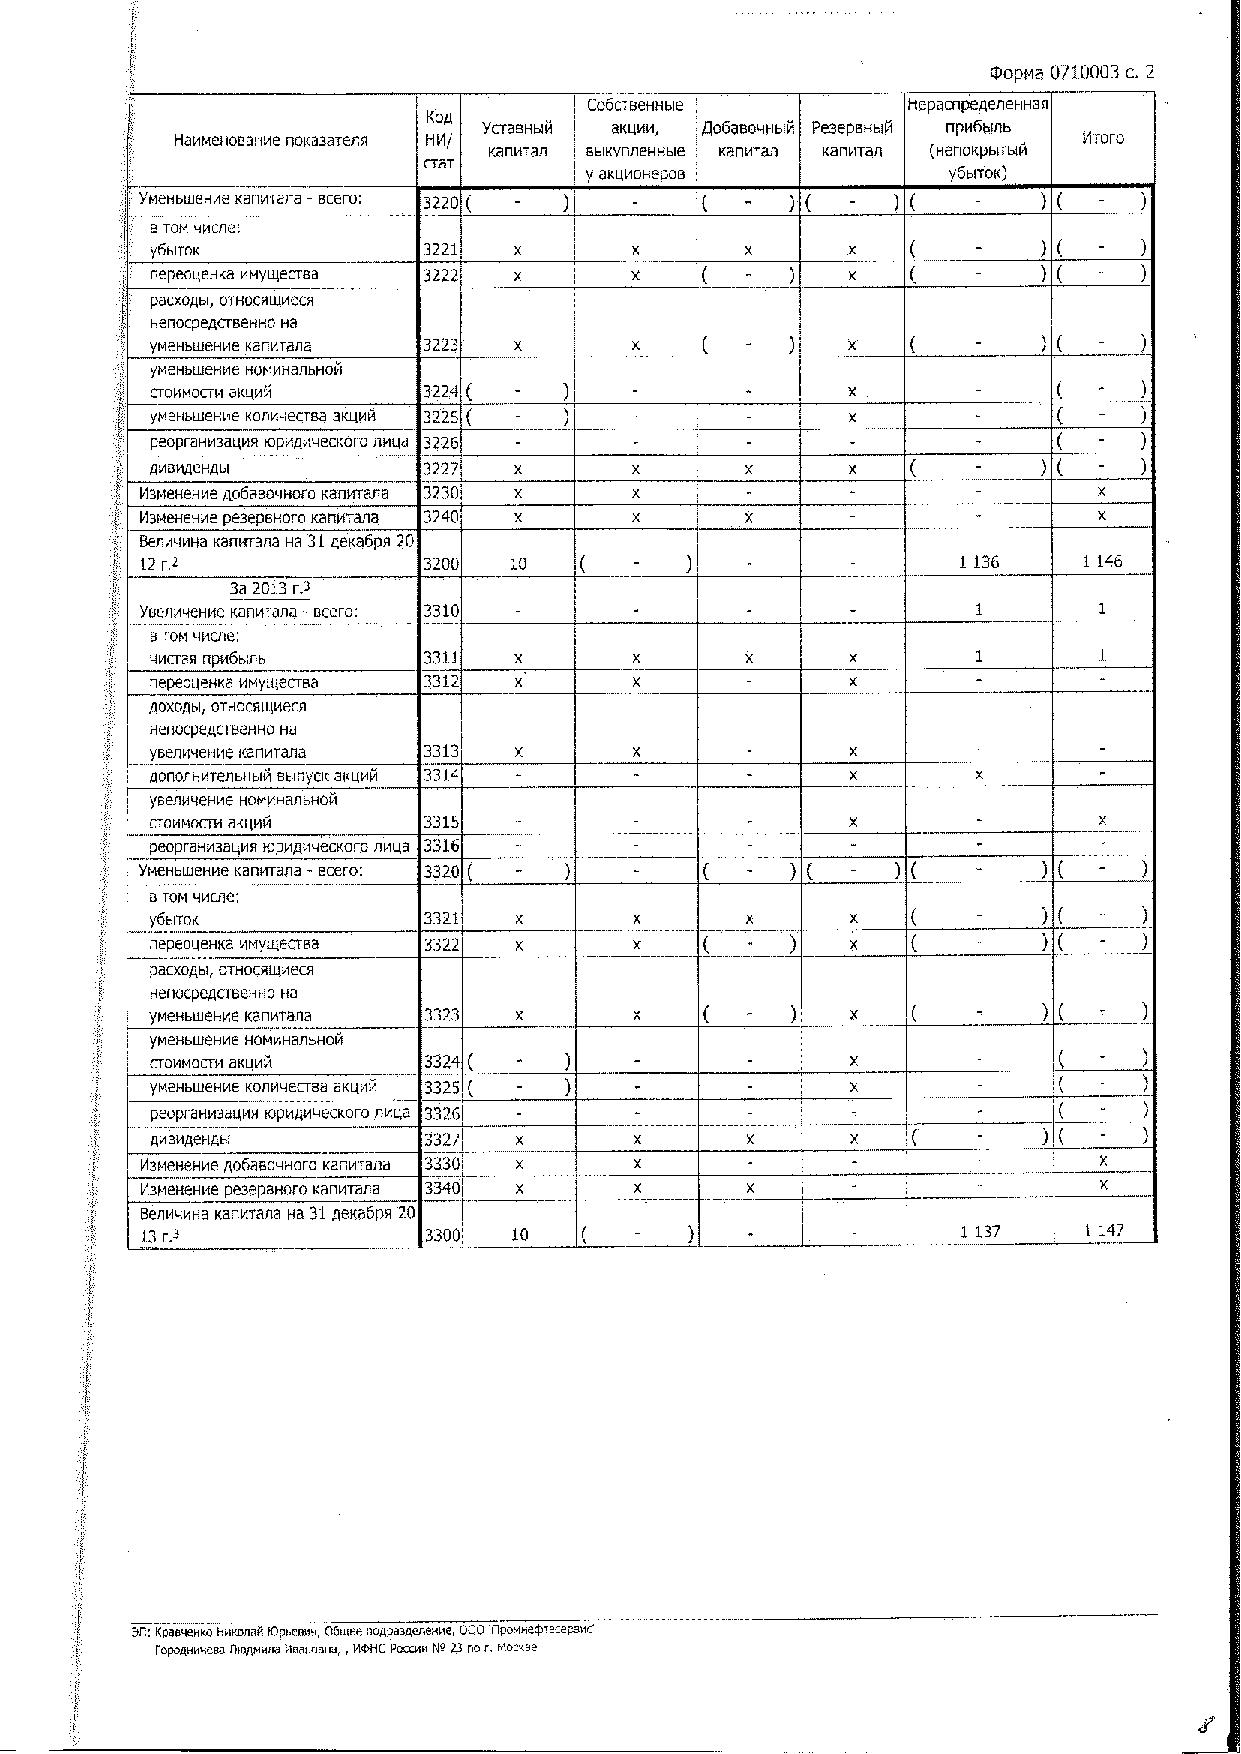 Форма 0710003 с. 2
Наименование показателя | Код НИ/ стат | Уставный капитал | Собственные акции, выкупленные у акционеров | Добавочный капитал | Резервный капитал | Нераспределенная прибыль (непокрытый убыток) | Итого
Уменьшение капитала - всего: 3220 ( - ) - ( - ) ( - ) ( - ) ( - )
в том числе:
убыток 3221 х х х х ( - ) ( - )
переоценка имущества 3222 х х ( - ) х ( - ) ( - )
расходы, относящиеся
непосредственно на
уменьшение капитала 3223 х х ( - ) х ( - ) ( - )
уменьшение номинальной
стоимости акций 3224 ( - ) - - х - ( - )
уменьшение количества акций 3225 ( - ) - - х - ( - )
реорганизация юридического лица 3226 - - - - - ( - )
дивиденды 3227 х х х х ( - ) ( - )
Изменение добавочного капитала 3230 х х - - - х
Изменение резервного капитала 3240 х х х - - х
Величина капитала на 31 декабря 20
12 г.2 3200 10 ( - ) - - 1 136 1 146
За 2013 г.3
Увеличение капитала - всего: 3310 - - - - 1 1
в том числе:
чистая прибыль 3311 х х х х 1 1
переоценка имущества 3312 х х - х - -
доходы, относящиеся
непосредственно на
увеличение капитала 3313 х х - х - -
дополнительный выпуск акций 3314 - - - х х -
увеличение номинальной
стоимости акций 3315 - - - х - х
реорганизация юридического лица 3316 - - - - - -
Уменьшение капитала - всего: 3320 ( - ) - ( - ) ( - ) ( - ) ( - )
в том числе:
убыток 3321 х х х х ( - ) ( - )
переоценка имущества 3322 х х ( - ) х ( - ) ( - )
расходы, относящиеся
непосредственно на
уменьшение капитала 3323 х х ( - ) х ( - ) ( - )
уменьшение номинальной
стоимости акций 3324 ( - ) - - х - ( - )
уменьшение количества акций 3325 ( - ) - - х - ( - )
реорганизация юридического лица 3326 - - - - - ( - )
дивиденды 3327 х х х х ( - ) ( - )
Изменение добавочного капитала 3330 х х - - - х
Изменение резервного капитала 3340 х х х - - х
Величина капитала на 31 декабря 20
13 г.3 3300 10 ( - ) - - 1 137 1 147
ЭП: Кравченко Николай Юрьевич, Общее подразделение, ООО "Промнефтесервис"
Городничева Людмила Ивановна, , ИФНС России № 23 по г. Москве
8